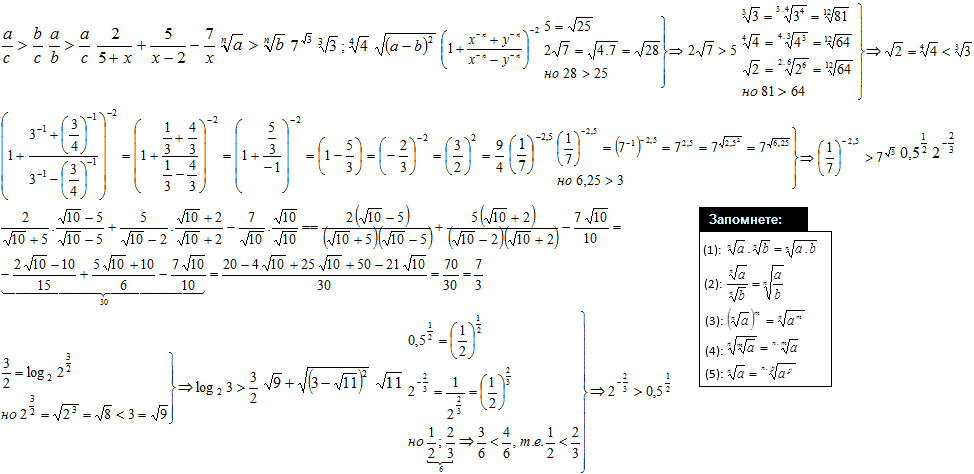 a/c > b/c a/b > a/c 2/(5+x) + 5/(x−2) − 7/x ⁿ√a > ⁿ√b 7^√3 ³√3 ; ⁴√4 √((a−b)²) (1 + (x⁻ⁿ + y⁻ⁿ)/(x⁻ⁿ − y⁻ⁿ))⁻²
5 = √25
2√7 = √4.7 = √28
но 28 > 25
} ⇒ 2√7 > 5
³√3 = ³·⁴√3⁴ = ¹²√81
⁴√4 = ⁴·³√4³ = ¹²√64
√2 = ²·⁶√2⁶ = ¹²√64
но 81 > 64
} ⇒ √2 = ⁴√4 < ³√3
(1 + (3⁻¹ + (3/4)⁻¹)/(3⁻¹ − (3/4)⁻¹))⁻² = (1 + (1/3 + 4/3)/(1/3 − 4/3))⁻² = (1 + (5/3)/(−1))⁻² = (1 − 5/3)⁻² = (−2/3)⁻² = (3/2)² = 9/4
(1/7)^(−2,5) (1/7)^(−2,5) = (7⁻¹)^(−2,5) = 7^(2,5) = 7^√(2,5²) = 7^√(6,25)
но 6,25 > 3
} ⇒ (1/7)^(−2,5) > 7^√3 0,5^(1/2) 2^(−2/3)
2/(√10+5) . (√10−5)/(√10−5) + 5/(√10−2) . (√10+2)/(√10+2) − 7/√10 . √10/√10 == 2(√10−5)/((√10+5)(√10−5)) + 5(√10+2)/((√10−2)(√10+2)) − 7√10/10 =
− (2√10−10)/15 + (5√10+10)/6 − 7√10/10 = (20−4√10+25√10+50−21√10)/30 = 70/30 = 7/3
30
Запомнете:
(1): ⁿ√a . ⁿ√b = ⁿ√(a.b)
(2): ⁿ√a / ⁿ√b = ⁿ√(a/b)
(3): (ⁿ√a)ᵐ = ⁿ√(aᵐ)
(4): ⁿ√(ᵐ√a) = ⁿ·ᵐ√a
(5): ⁿ√a = ⁿ·ᵖ√(aᵖ)
3/2 = log₂ 2^(3/2)
но 2^(3/2) = √(2³) = √8 < 3 = √9
} ⇒ log₂ 3 > 3/2 √9 + √((3−√11)²) √11
0,5^(1/2) = (1/2)^(1/2)
2^(−2/3) = 1/2^(2/3) = (1/2)^(2/3)
но 1/2 ; 2/3 ⇒ 3/6 < 4/6, т.е. 1/2 < 2/3
6
} ⇒ 2^(−2/3) > 0,5^(1/2)